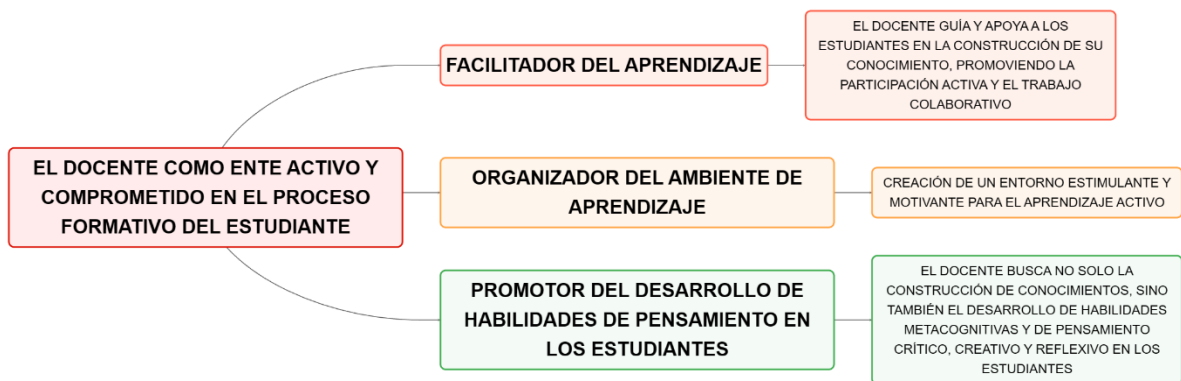 EL DOCENTE COMO ENTE ACTIVO Y
COMPROMETIDO EN EL PROCESO
FORMATIVO DEL ESTUDIANTE
FACILITADOR DEL APRENDIZAJE
EL DOCENTE GUÍA Y APOYA A LOS
ESTUDIANTES EN LA CONSTRUCCIÓN DE SU
CONOCIMIENTO, PROMOVIENDO LA
PARTICIPACIÓN ACTIVA Y EL TRABAJO
COLABORATIVO
ORGANIZADOR DEL AMBIENTE DE
APRENDIZAJE
CREACIÓN DE UN ENTORNO ESTIMULANTE Y
MOTIVANTE PARA EL APRENDIZAJE ACTIVO
PROMOTOR DEL DESARROLLO DE
HABILIDADES DE PENSAMIENTO EN
LOS ESTUDIANTES
EL DOCENTE BUSCA NO SOLO LA
CONSTRUCCIÓN DE CONOCIMIENTOS, SINO
TAMBIÉN EL DESARROLLO DE HABILIDADES
METACOGNITIVAS Y DE PENSAMIENTO
CRÍTICO, CREATIVO Y REFLEXIVO EN LOS
ESTUDIANTES